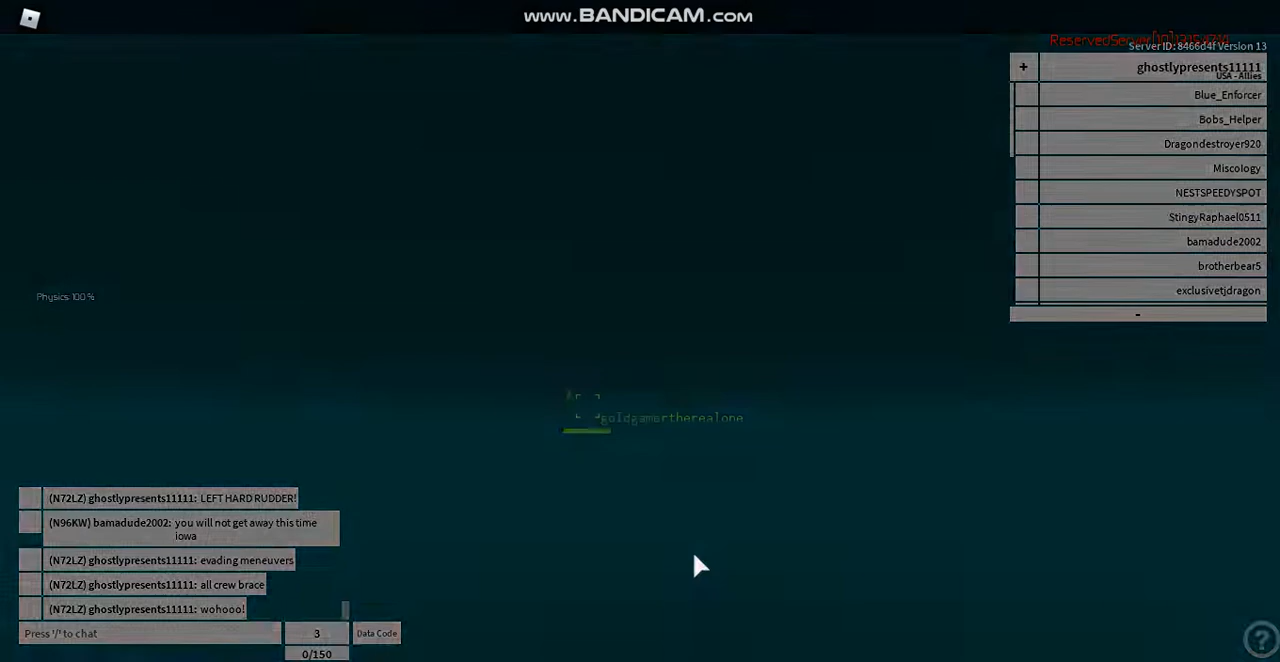 www.BANDICAM.com
Server ID: 8466d4f Version 13
+
ghostlypresents11111
USA - Allies
Blue_Enforcer
Bobs_Helper
Dragondestroyer920
Miscology
NESTSPEEDYSPOT
StingyRaphael0511
bamadude2002
brotherbear5
exclusivetjdragon
-
Physics: 100 %
goldgamertherealone
(N72LZ) ghostlypresents11111: LEFT HARD RUDDER!
(N96KW) bamadude2002: you will not get away this time
iowa
(N72LZ) ghostlypresents11111: evading meneuvers
(N72LZ) ghostlypresents11111: all crew brace
(N72LZ) ghostlypresents11111: wohooo!
Press '/' to chat
3
Data Code
0/150
?